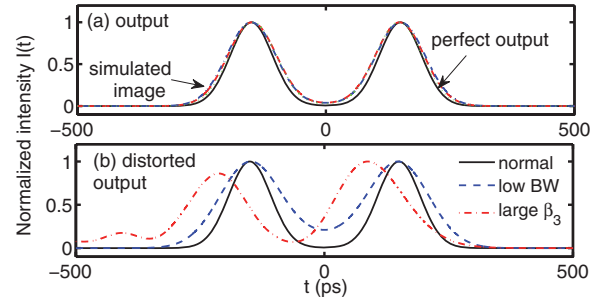 Normalized intensity I(t)
(a) output
simulated
image
perfect output
1
0.5
0
-500
0
500
(b) distorted
output
normal
low BW
large β₃
1
0.5
0
-500
0
500
t (ps)